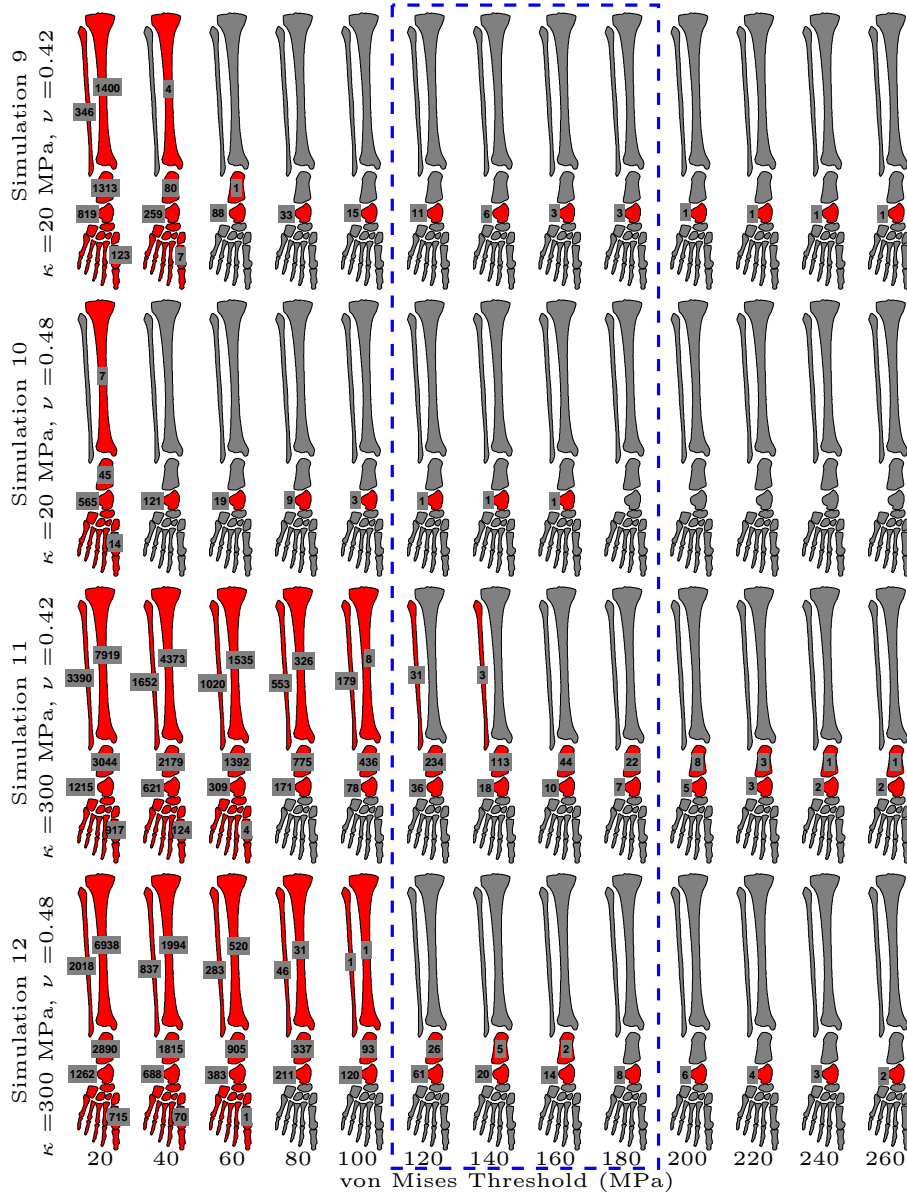 Simulation 9
κ =20 MPa, ν =0.42
1400 4
346
1313 80 1
819 259 88 33 15 11 6 3 3 1 1 1 1
123 7
Simulation 10
κ =20 MPa, ν =0.48
7
45
565 121 19 9 3 1 1 1
14
Simulation 11
κ =300 MPa, ν =0.42
7919 4373 1535 326 8
3390 1652 1020 553 179 31 3
3044 2179 1392 775 436 234 113 44 22 8 3 1 1
1215 621 309 171 78 36 18 10 7 5 3 2 2
917 124 4
Simulation 12
κ =300 MPa, ν =0.48
6938 1994 520 31 1
2018 837 283 46 1
2890 1815 905 337 93 26 5 2
1262 688 383 211 120 61 20 14 8 6 4 3 2
715 70 1
20 40 60 80 100 120 140 160 180 200 220 240 260
von Mises Threshold (MPa)